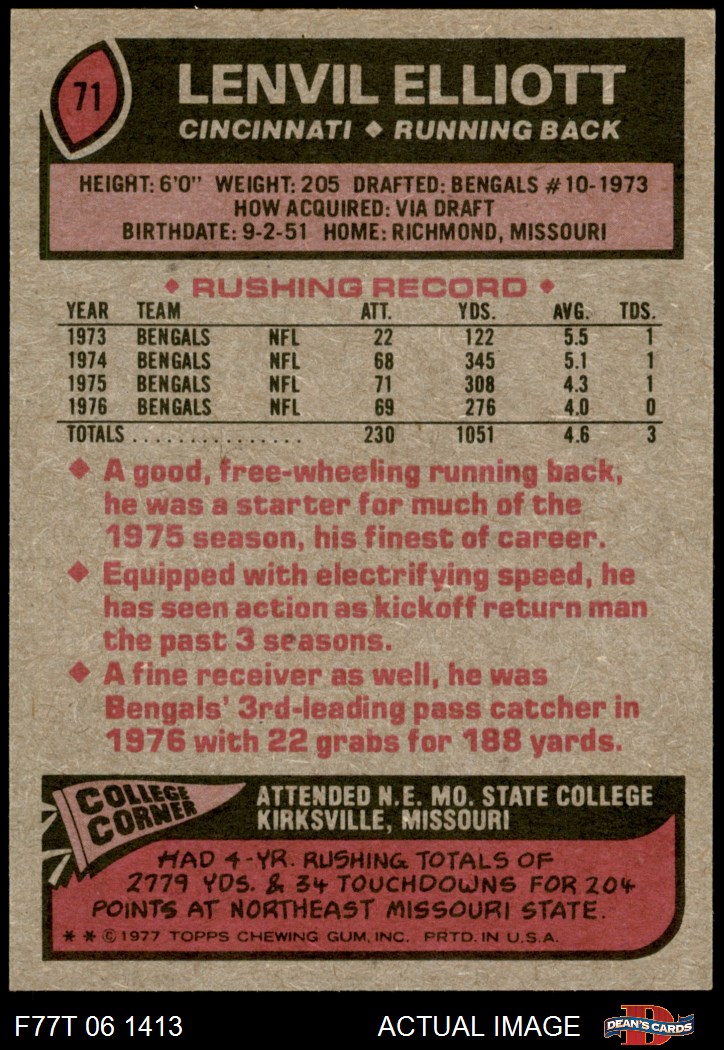 71
LENVIL ELLIOTT
CINCINNATI ◆ RUNNING BACK
HEIGHT: 6'0" WEIGHT: 205 DRAFTED: BENGALS #10-1973
HOW ACQUIRED: VIA DRAFT
BIRTHDATE: 9-2-51 HOME: RICHMOND, MISSOURI
◆ RUSHING RECORD ◆
YEAR TEAM ATT. YDS. AVG. TDS.
1973 BENGALS NFL 22 122 5.5 1
1974 BENGALS NFL 68 345 5.1 1
1975 BENGALS NFL 71 308 4.3 1
1976 BENGALS NFL 69 276 4.0 0
TOTALS ................ 230 1051 4.6 3
◆ A good, free-wheeling running back,
he was a starter for much of the
1975 season, his finest of career.
◆ Equipped with electrifying speed, he
has seen action as kickoff return man
the past 3 seasons.
◆ A fine receiver as well, he was
Bengals' 3rd-leading pass catcher in
1976 with 22 grabs for 188 yards.
COLLEGE
CORNER
ATTENDED N.E. MO. STATE COLLEGE
KIRKSVILLE, MISSOURI
HAD 4-YR. RUSHING TOTALS OF
2779 YDS. & 34 TOUCHDOWNS FOR 204
POINTS AT NORTHEAST MISSOURI STATE.
* * © 1977 TOPPS CHEWING GUM, INC. PRTD. IN U.S.A.
F77T 06 1413
ACTUAL IMAGE
D
DEAN'S CARDS